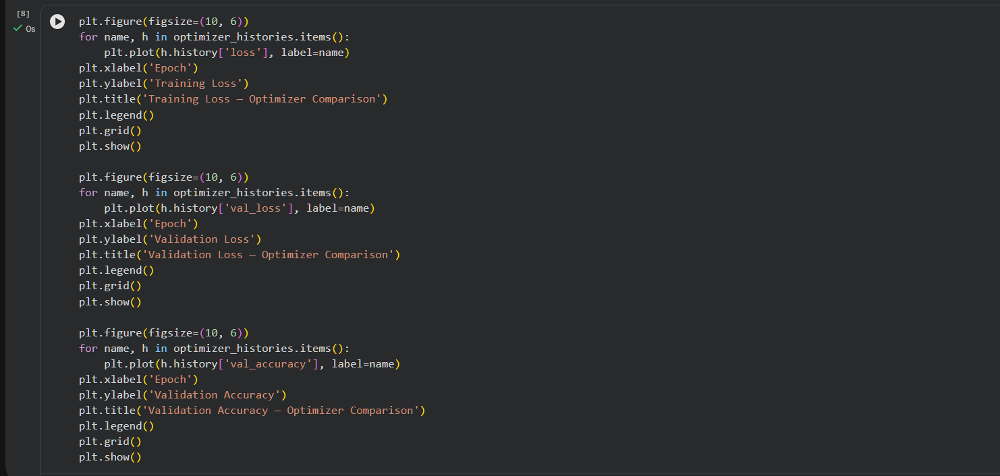 [8]
0s
plt.figure(figsize=(10, 6))
for name, h in optimizer_histories.items():
    plt.plot(h.history['loss'], label=name)
plt.xlabel('Epoch')
plt.ylabel('Training Loss')
plt.title('Training Loss — Optimizer Comparison')
plt.legend()
plt.grid()
plt.show()

plt.figure(figsize=(10, 6))
for name, h in optimizer_histories.items():
    plt.plot(h.history['val_loss'], label=name)
plt.xlabel('Epoch')
plt.ylabel('Validation Loss')
plt.title('Validation Loss — Optimizer Comparison')
plt.legend()
plt.grid()
plt.show()

plt.figure(figsize=(10, 6))
for name, h in optimizer_histories.items():
    plt.plot(h.history['val_accuracy'], label=name)
plt.xlabel('Epoch')
plt.ylabel('Validation Accuracy')
plt.title('Validation Accuracy — Optimizer Comparison')
plt.legend()
plt.grid()
plt.show()